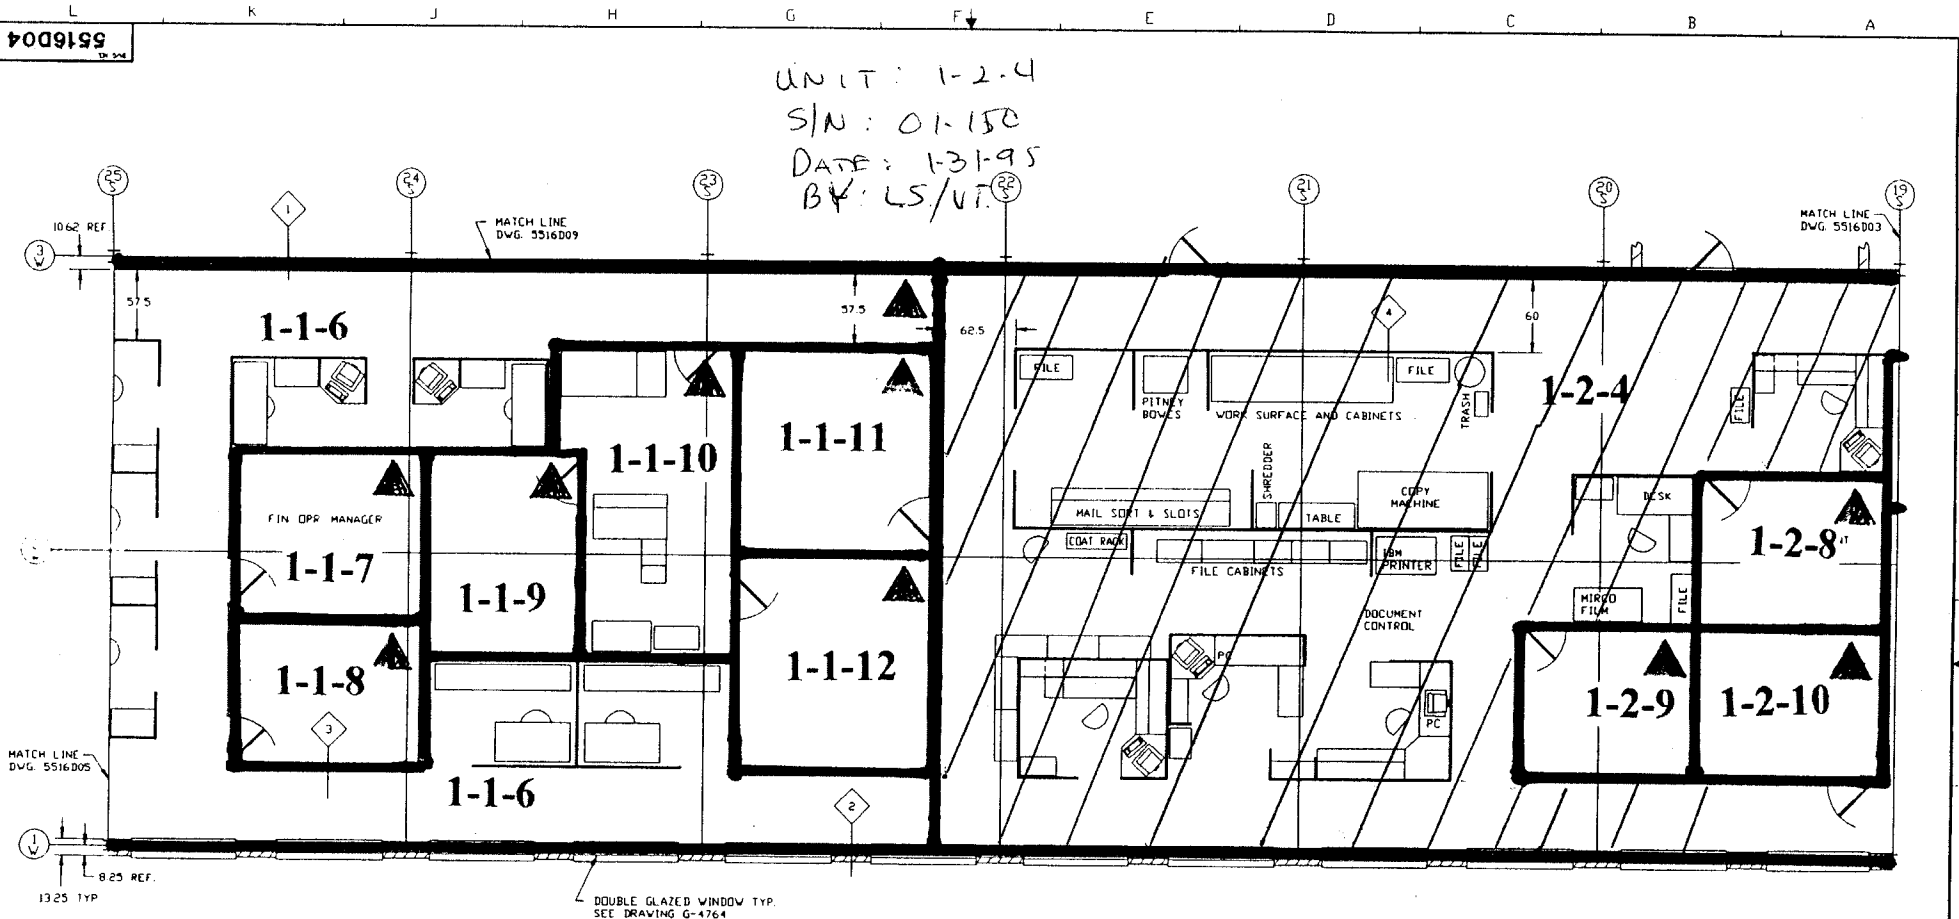 L K J H G F E D C B A
5516D04
UNIT: 1-2-4
S/N: 01-150
DATE: 1-31-95
BY: LS/VT
25 S
24 S
23 S
22 S
21 S
20 S
19 S
10.62 REF.
1
MATCH LINE
DWG. 5516D09
MATCH LINE
DWG. 5516D03
3 W
57.5
1-1-6
57.5
62.5
4
60
FILE
PITNEY
BOWES
WORK SURFACE AND CABINETS
FILE
TRASH
1-2-4
FILE
1-1-10
1-1-11
SHREDDER
MAIL SORT & SLOTS
TABLE
COPY
MACHINE
DESK
FIN OPR MANAGER
1-1-7
1-1-9
COAT RACK
FILE CABINETS
IBM
PRINTER
FILE
FILE
1-2-8
MIRCO
FILM
FILE
DOCUMENT
CONTROL
1-1-8
3
1-1-12
PC
PC
1-2-9
1-2-10
MATCH LINE
DWG. 5516D05
1-1-6
2
1 W
8.25 REF.
13.25 TYP
DOUBLE GLAZED WINDOW TYP.
SEE DRAWING G-4764